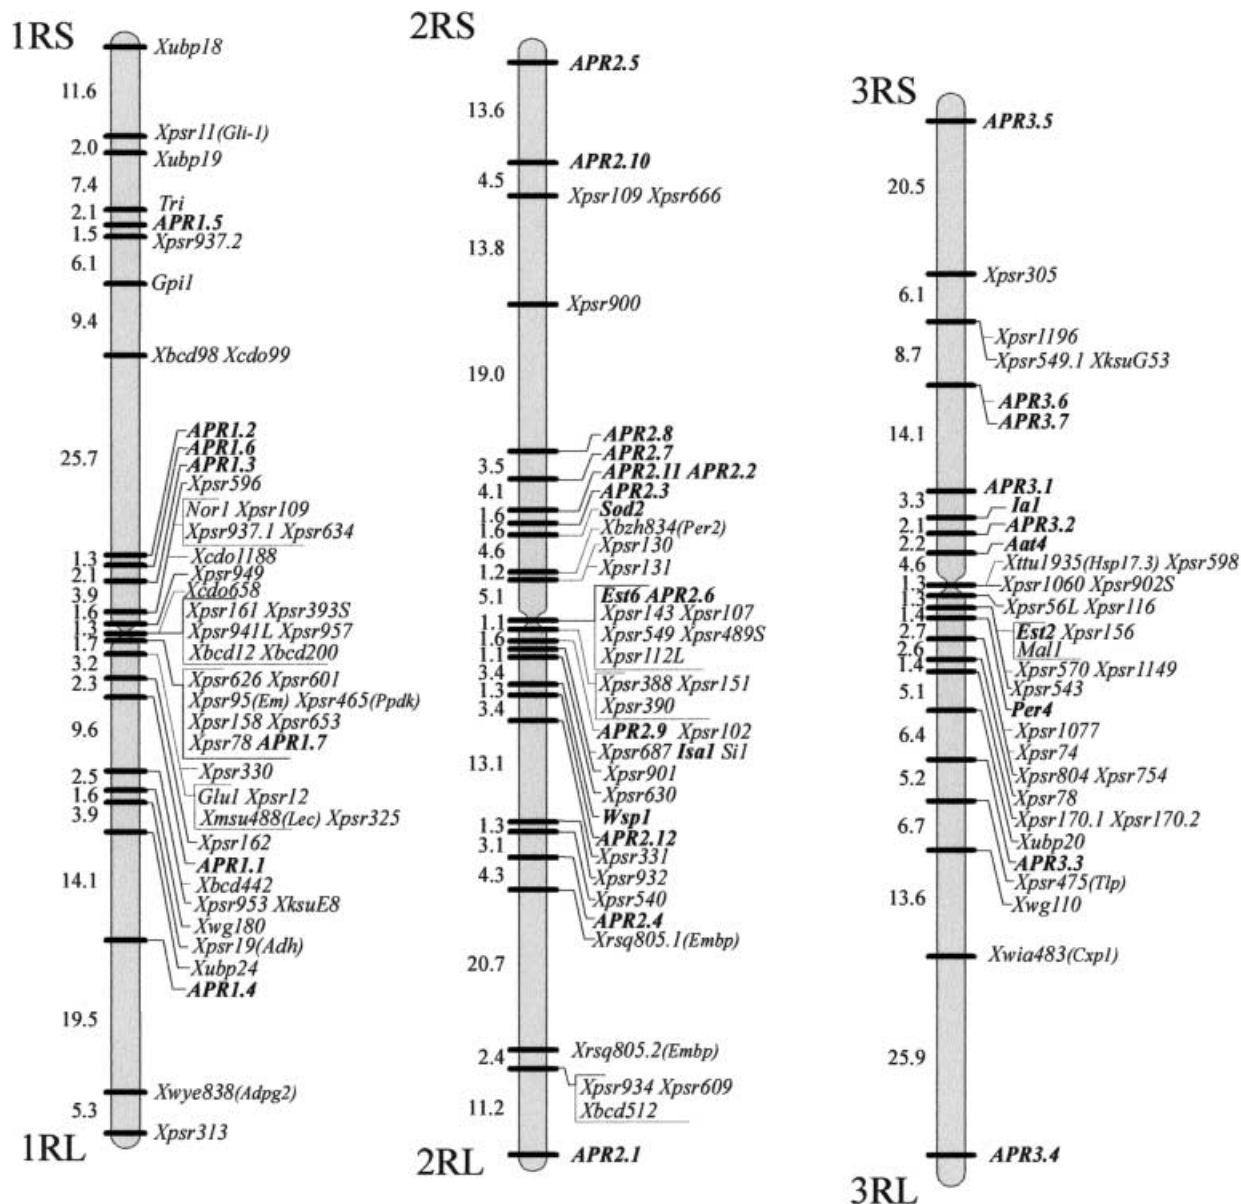 1RS
Xubp18
11.6
Xpsr11(Gli-1)
2.0
Xubp19
7.4
Tri
2.1
APR1.5
1.5
Xpsr937.2
6.1
Gpi1
9.4
Xbcd98 Xcdo99
25.7
APR1.2
APR1.6
APR1.3
Xpsr596
Nor1 Xpsr109
Xpsr937.1 Xpsr634
Xcdo1188
Xpsr949
Xcdo658
Xpsr161 Xpsr393S
Xpsr941L Xpsr957
Xbcd12 Xbcd200
Xpsr626 Xpsr601
Xpsr95(Em) Xpsr465(Ppdk)
Xpsr158 Xpsr653
Xpsr78 APR1.7
Xpsr330
Glu1 Xpsr12
Xmsu488(Lec) Xpsr325
Xpsr162
APR1.1
Xbcd442
Xpsr953 XksuE8
Xwg180
Xpsr19(Adh)
Xubp24
APR1.4
1.3
2.1
3.9
1.6
1.3
1.7
3.2
2.3
9.6
2.5
1.6
3.9
14.1
19.5
Xwye838(Adpg2)
5.3
Xpsr313
1RL
2RS
APR2.5
13.6
APR2.10
4.5
Xpsr109 Xpsr666
13.8
Xpsr900
19.0
APR2.8
APR2.7
APR2.11 APR2.2
APR2.3
Sod2
Xbzh834(Per2)
Xpsr130
Xpsr131
Est6 APR2.6
Xpsr143 Xpsr107
Xpsr549 Xpsr489S
Xpsr112L
Xpsr388 Xpsr151
Xpsr390
APR2.9 Xpsr102
Xpsr687 Isa1 Si1
Xpsr901
Xpsr630
Wsp1
APR2.12
Xpsr331
Xpsr932
Xpsr540
APR2.4
Xrsq805.1(Embp)
3.5
4.1
1.6
1.6
4.6
1.2
5.1
1.1
1.6
1.1
3.4
1.3
3.4
13.1
1.3
3.1
4.3
20.7
Xrsq805.2(Embp)
2.4
Xpsr934 Xpsr609
Xbcd512
11.2
APR2.1
2RL
3RS
APR3.5
20.5
Xpsr305
6.1
Xpsr1196
Xpsr549.1 XksuG53
8.7
APR3.6
APR3.7
14.1
APR3.1
Ia1
APR3.2
Aat4
Xttu1935(Hsp17.3) Xpsr598
Xpsr1060 Xpsr902S
Xpsr56L Xpsr116
Est2 Xpsr156
Mal1
Xpsr570 Xpsr1149
Xpsr543
Per4
Xpsr1077
Xpsr74
Xpsr804 Xpsr754
Xpsr78
Xpsr170.1 Xpsr170.2
Xubp20
APR3.3
Xpsr475(Tlp)
Xwg110
3.3
2.1
2.2
4.6
1.3
1.4
2.7
2.6
1.4
5.1
6.4
5.2
6.7
13.6
Xwia483(Cxp1)
25.9
APR3.4
3RL